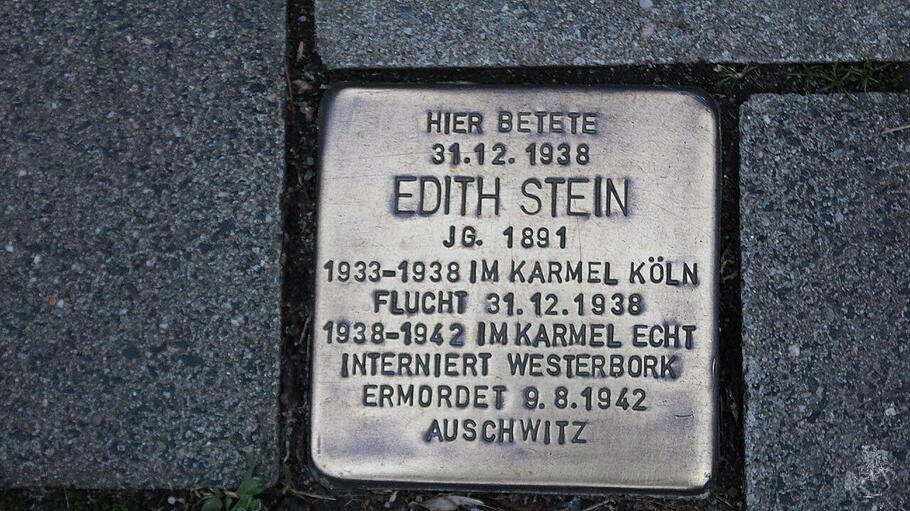 HIER BETETE
31.12. 1938
EDITH STEIN
JG. 1891
1933-1938 IM KARMEL KÖLN
FLUCHT 31.12.1938
1938-1942 IM KARMEL ECHT
INTERNIERT WESTERBORK
ERMORDET 9.8.1942
AUSCHWITZ